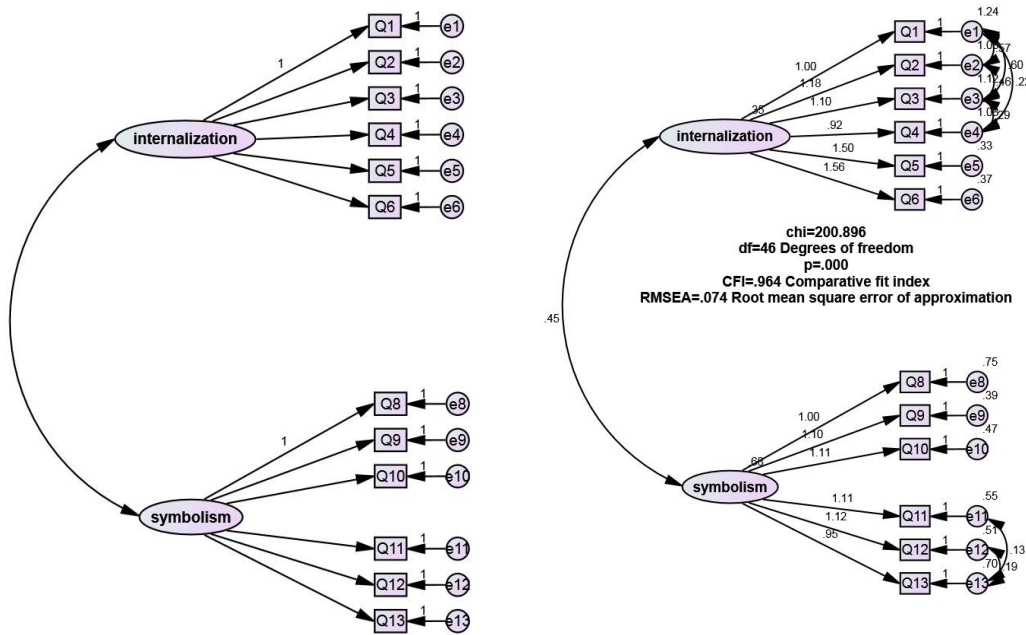 Q1 1 e1
Q2 1 e2
Q3 1 e3
Q4 1 e4
Q5 1 e5
Q6 1 e6
1
internalization
Q8 1 e8
Q9 1 e9
Q10 1 e10
1
symbolism
Q11 1 e11
Q12 1 e12
Q13 1 e13
1.24
Q1 1 e1
.57
Q2 1 e2
.60
1.00
1.18
Q3 1 e3
.46
1.10
.35
internalization
.92
Q4 1 e4
.29
.33
1.50
Q5 1 e5
.37
1.56
Q6 1 e6
chi=200.896
df=46 Degrees of freedom
p=.000
CFI=.964 Comparative fit index
RMSEA=.074 Root mean square error of approximation
.45
.75
Q8 1 e8
.39
1.00
Q9 1 e9
.47
1.10
Q10 1 e10
1.11
.68
symbolism
.55
1.11
Q11 1 e11
.51
1.12
Q12 1 e12
.13
.95
.70
.19
Q13 1 e13